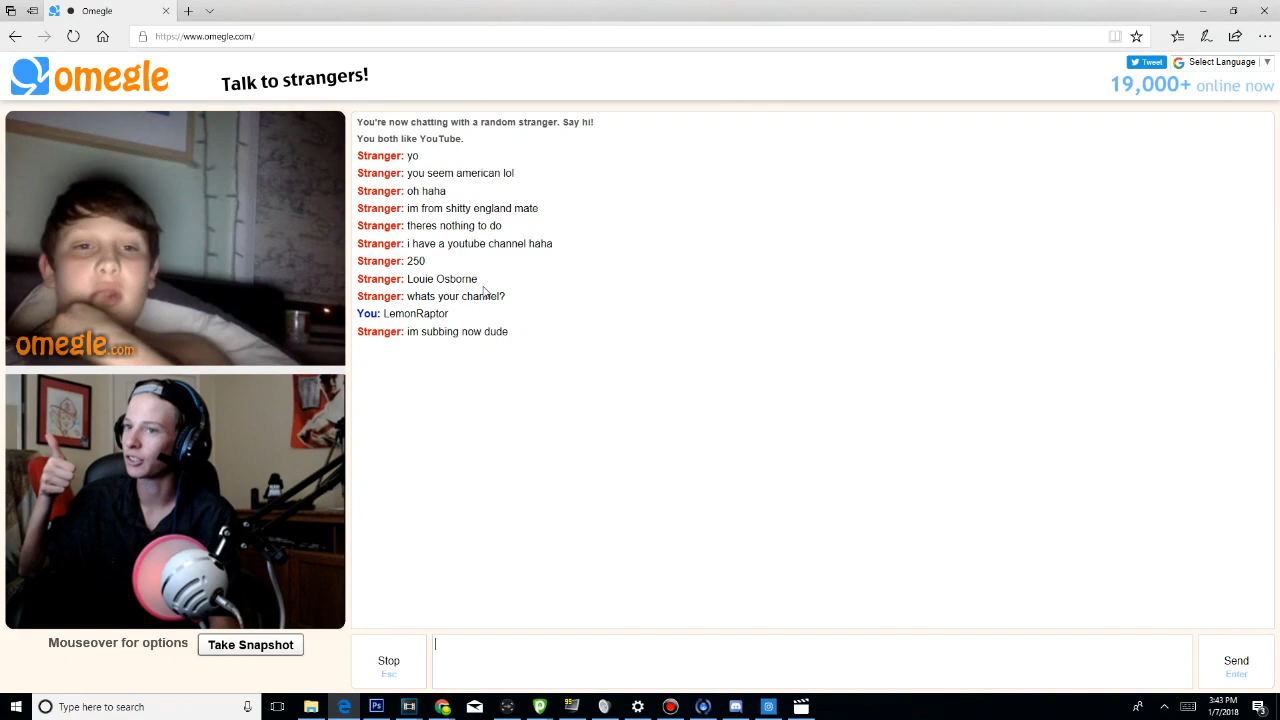 Omegle
https://www.omegle.com/
omegle
Talk to strangers!
Tweet
Select Language
19,000+ online now
You're now chatting with a random stranger. Say hi!
You both like YouTube.
Stranger: yo
Stranger: you seem american lol
Stranger: oh haha
Stranger: im from shitty england mate
Stranger: theres nothing to do
Stranger: i have a youtube channel haha
Stranger: 250
Stranger: Louie Osborne
Stranger: whats your channel?
You: LemonRaptor
Stranger: im subbing now dude
omegle.com
Mouseover for options
Take Snapshot
Stop
Esc
Send
Enter
Type here to search
3:43 PM
1/7/2018